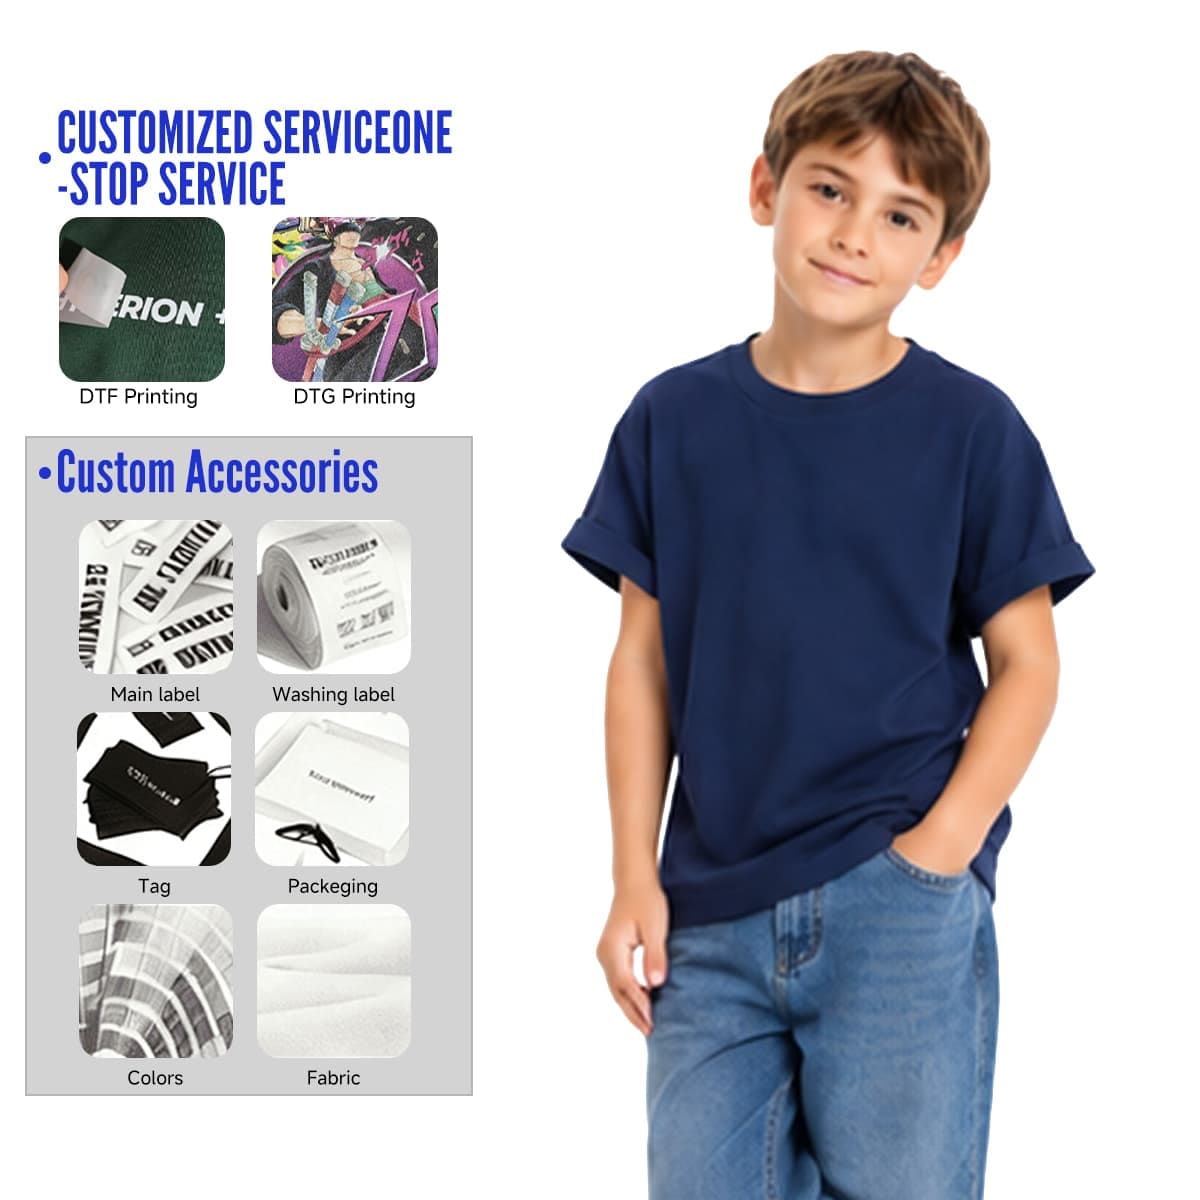 • CUSTOMIZED SERVICEONE
-STOP SERVICE
ERION +
DTF Printing
DTG Printing
• Custom Accessories
Main label
Washing label
Tag
Packeging
Colors
Fabric